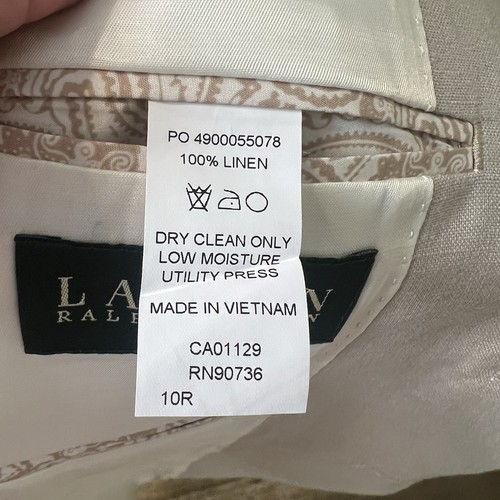 PO 4900055078
100% LINEN
DRY CLEAN ONLY
LOW MOISTURE
UTILITY PRESS
MADE IN VIETNAM
CA01129
RN90736
10R